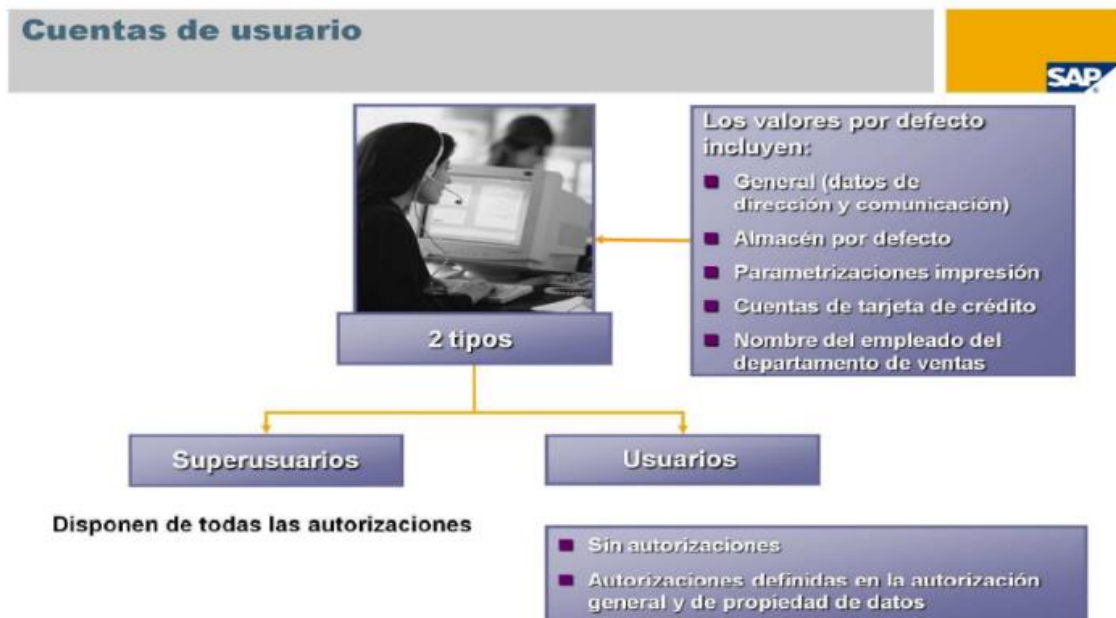 Cuentas de usuario
SAP
Los valores por defecto
incluyen:
General (datos de
dirección y comunicación)
Almacén por defecto
Parametrizaciones impresión
Cuentas de tarjeta de crédito
Nombre del empleado del
departamento de ventas
2 tipos
Superusuarios
Usuarios
Disponen de todas las autorizaciones
Sin autorizaciones
Autorizaciones definidas en la autorización
general y de propiedad de datos